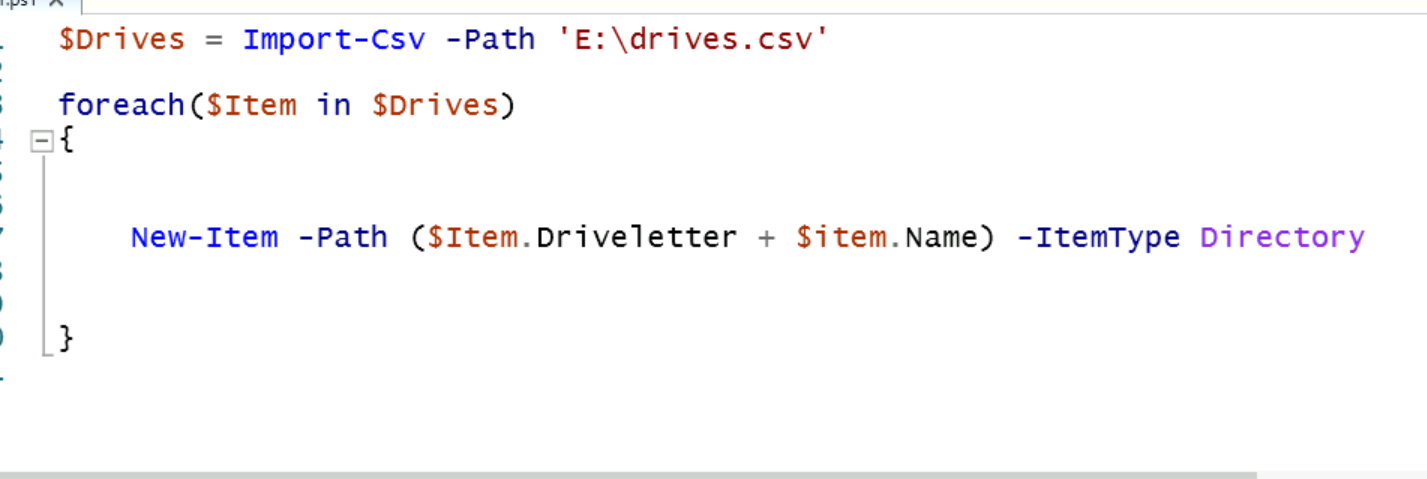 $Drives = Import-Csv -Path 'E:\drives.csv'
foreach($Item in $Drives)
{
New-Item -Path ($Item.Driveletter + $item.Name) -ItemType Directory
}